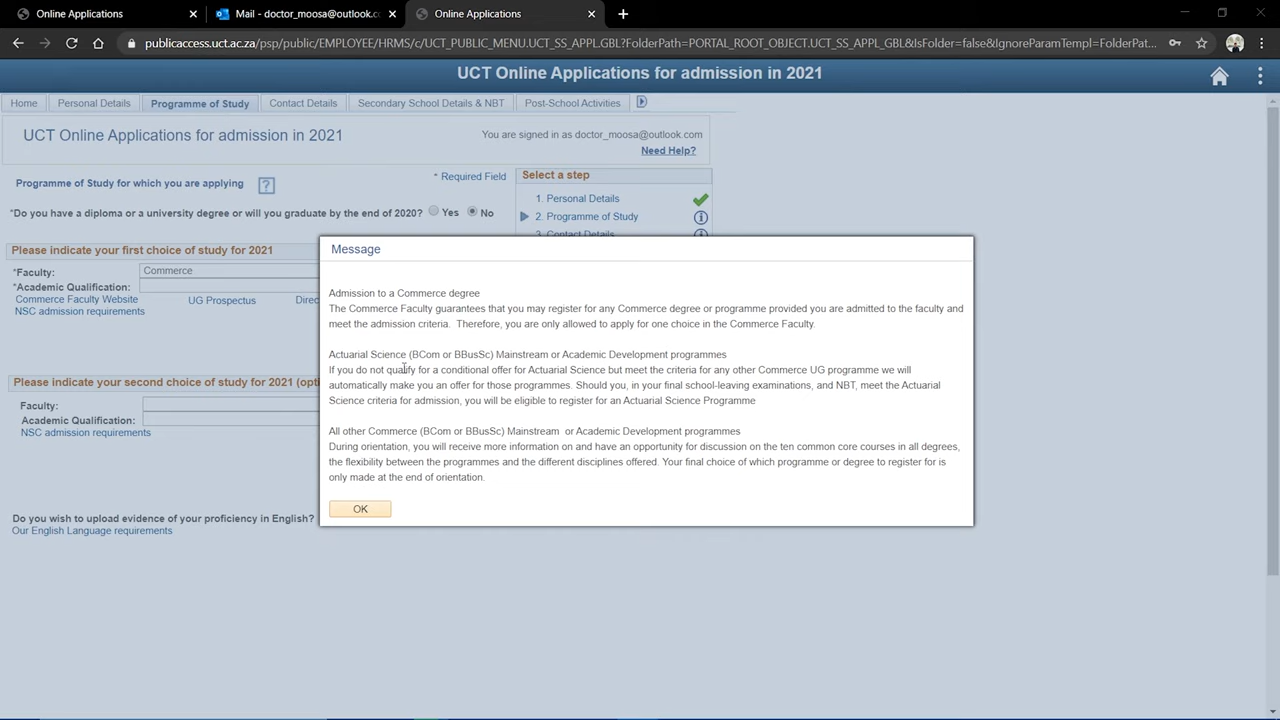 Online Applications
Mail - doctor_moosa@outlook.cc
Online Applications
publicaccess.uct.ac.za/psp/public/EMPLOYEE/HRMS/c/UCT_PUBLIC_MENU.UCT_SS_APPL.GBL?FolderPath=PORTAL_ROOT_OBJECT.UCT_SS_APPL_GBL&IsFolder=false&IgnoreParamTempl=FolderPat...
UCT Online Applications for admission in 2021
Home Personal Details Programme of Study Contact Details Secondary School Details & NBT Post-School Activities
UCT Online Applications for admission in 2021
You are signed in as doctor_moosa@outlook.com
Need Help?
Programme of Study for which you are applying ?
* Required Field
Select a step
1. Personal Details
*Do you have a diploma or a university degree or will you graduate by the end of 2020? Yes No
2. Programme of Study
3. Contact Details
Please indicate your first choice of study for 2021
*Faculty: Commerce
*Academic Qualification:
Commerce Faculty Website UG Prospectus Direc
NSC admission requirements
Please indicate your second choice of study for 2021 (opti
Faculty:
Academic Qualification:
NSC admission requirements
Do you wish to upload evidence of your proficiency in English?
Our English Language requirements
Message
Admission to a Commerce degree
The Commerce Faculty guarantees that you may register for any Commerce degree or programme provided you are admitted to the faculty and
meet the admission criteria. Therefore, you are only allowed to apply for one choice in the Commerce Faculty.
Actuarial Science (BCom or BBusSc) Mainstream or Academic Development programmes
If you do not qualify for a conditional offer for Actuarial Science but meet the criteria for any other Commerce UG programme we will
automatically make you an offer for those programmes. Should you, in your final school-leaving examinations, and NBT, meet the Actuarial
Science criteria for admission, you will be eligible to register for an Actuarial Science Programme
All other Commerce (BCom or BBusSc) Mainstream or Academic Development programmes
During orientation, you will receive more information on and have an opportunity for discussion on the ten common core courses in all degrees,
the flexibility between the programmes and the different disciplines offered. Your final choice of which programme or degree to register for is
only made at the end of orientation.
OK